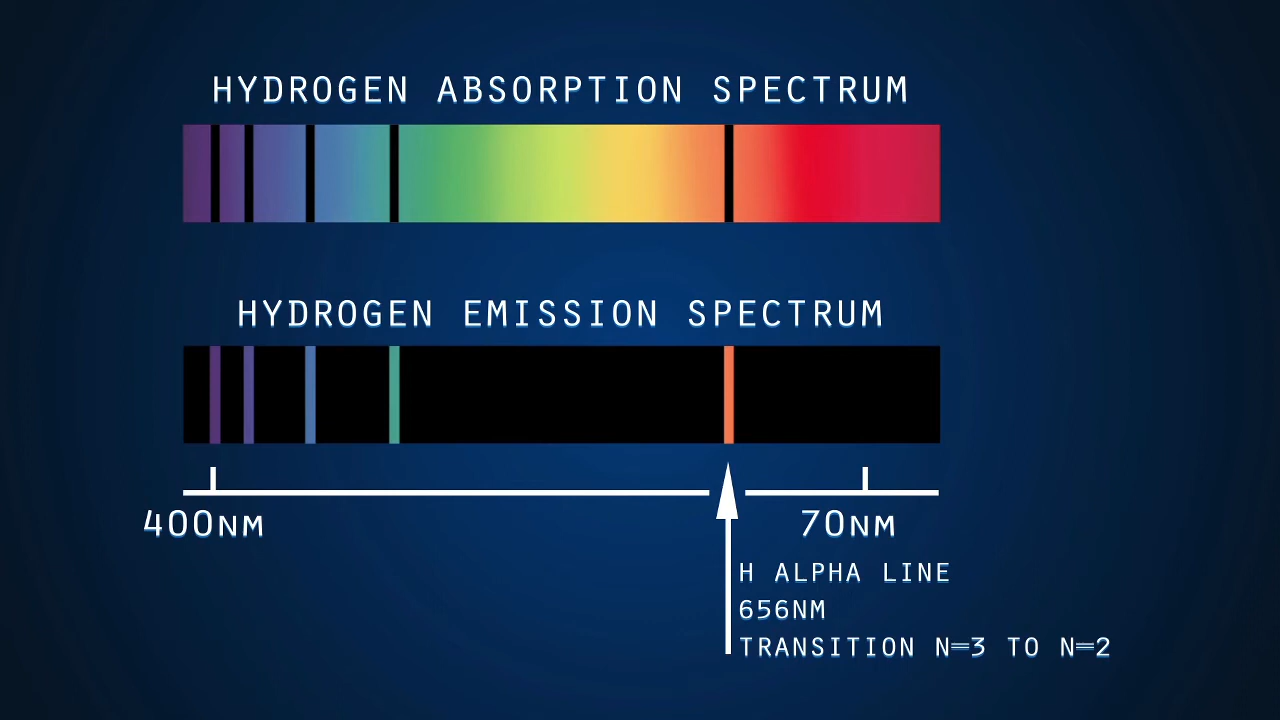 HYDROGEN ABSORPTION SPECTRUM
HYDROGEN EMISSION SPECTRUM
400NM
70NM
H ALPHA LINE
656NM
TRANSITION N=3 TO N=2